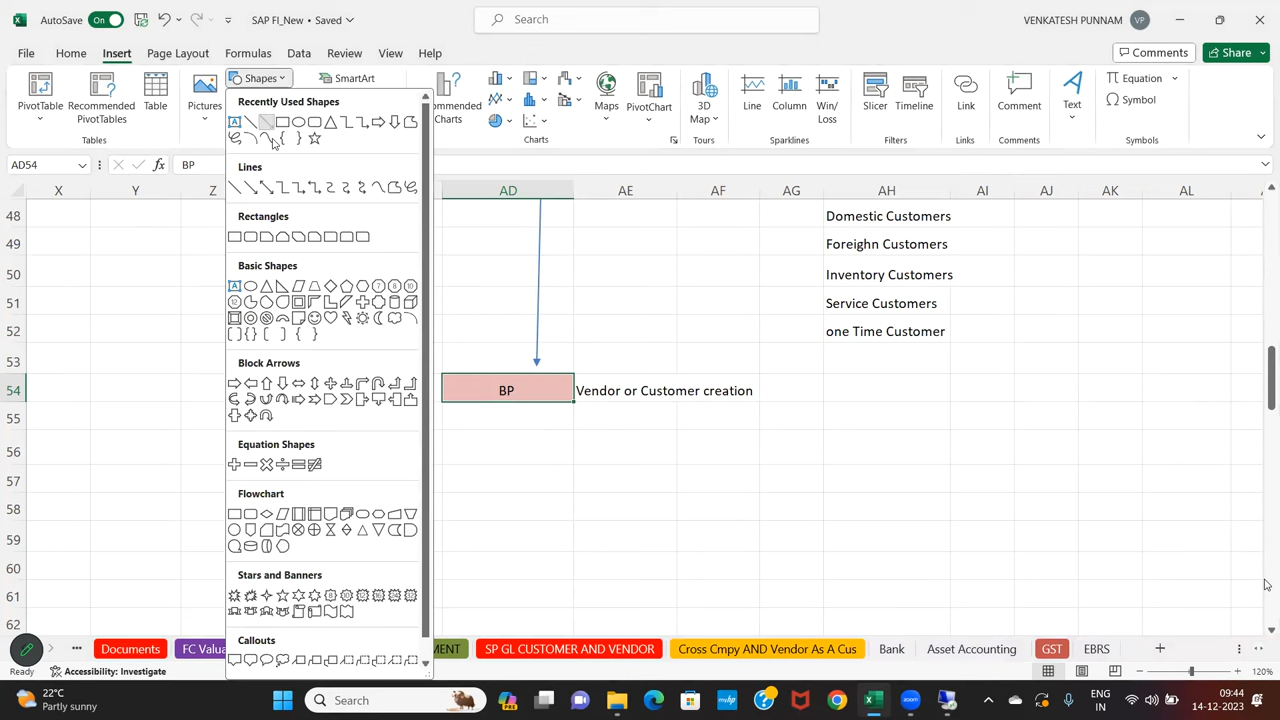 AutoSave On SAP FI_New • Saved Search VENKATESH PUNNAM VP
File Home Insert Page Layout Formulas Data Review View Help Comments Share
Shapes SmartArt Equation
PivotTable Recommended PivotTables Table Pictures Maps PivotChart 3D Map Line Column Win/Loss Slicer Timeline Link Comment Text Symbol
Tables Charts Tours Sparklines Filters Links Comments Symbols
Recently Used Shapes
AD54 fx BP
Lines
X Y Z AD AE AF AG AH AI AJ AK AL
48 Domestic Customers
Rectangles
49 Foreighn Customers
Basic Shapes
50 Inventory Customers
51 Service Customers
52 one Time Customer
53
Block Arrows
54 BP Vendor or Customer creation
55
Equation Shapes
56
57
Flowchart
58
59
60
Stars and Banners
61
62
Callouts
Documents FC Valua MENT SP GL CUSTOMER AND VENDOR Cross Cmpy AND Vendor As A Cus Bank Asset Accounting GST EBRS
Ready Accessibility: Investigate 120%
22°C
Partly sunny
Search
ENG
IN
09:44
14-12-2023